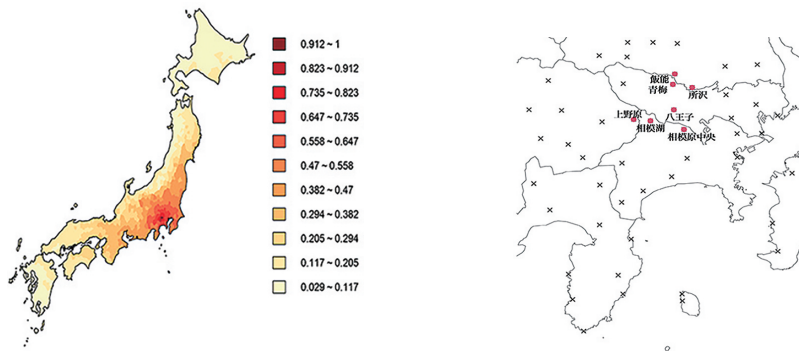 0.912 ~ 1
0.823 ~ 0.912
0.735 ~ 0.823
0.647 ~ 0.735
0.558 ~ 0.647
0.47 ~ 0.558
0.382 ~ 0.47
0.294 ~ 0.382
0.205 ~ 0.294
0.117 ~ 0.205
0.029 ~ 0.117
飯能
青梅
所沢
上野原
八王子
相模湖
相模原中央